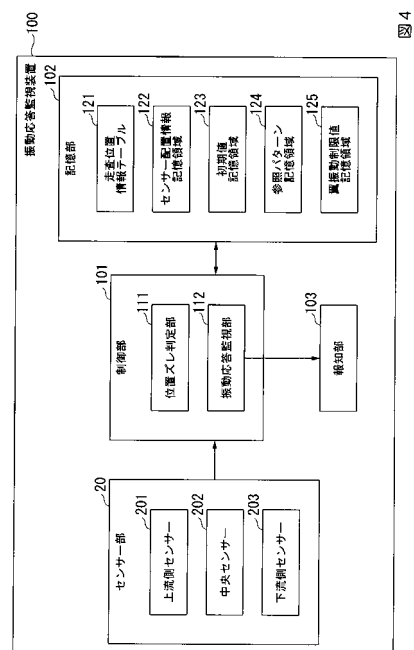 図4
100
振動応答監視装置
20
センサー部
201
上流側センサー
202
中央センサー
203
下流側センサー
101
制御部
111
位置ズレ判定部
112
振動応答監視部
103
報知部
102
記憶部
121
走査位置
情報テーブル
122
センサー配置情報
記憶領域
123
初期値
記憶領域
124
参照パターン
記憶領域
125
翼振動制限値
記憶領域